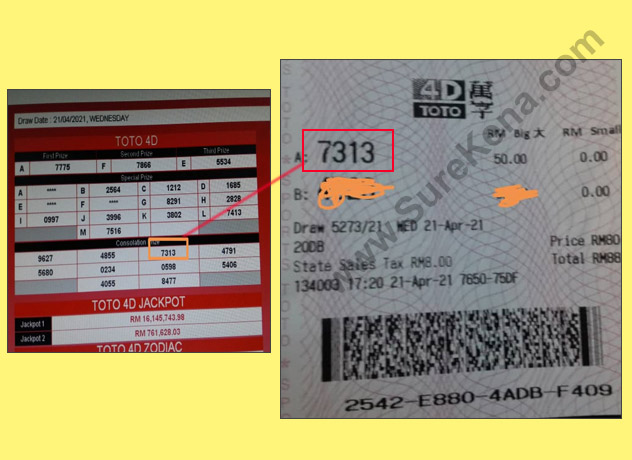 Draw Date : 21/04/2021, WEDNESDAY
TOTO 4D
First Prize Second Prize Third Prize
A 7775 F 7866 E 5534
Special Prize
A **** B 2564 C 1212 D 1685
E **** F **** G 8291 H 2828
I 0997 J 3996 K 3802 L 7413
M 7516
Consolation Prize
9627 4855 7313 4791
5680 0234 0598 5406
4055 8477
TOTO 4D JACKPOT
Jackpot 1 RM 16,145,743.98
Jackpot 2 RM 761,628.03
TOTO 4D ZODIAC
4D TOTO 萬字
RM Big 大 RM Small
A: 7313 50.00 0.00
B: 0.00
Draw 5273/21 WED 21-Apr-21
20DB Price RM80
State Sales Tax RM8.00 Total RM88
134003 17:20 21-Apr-21 7650-75DF
2542-E880-4ADB-F409
www.SureKena.com